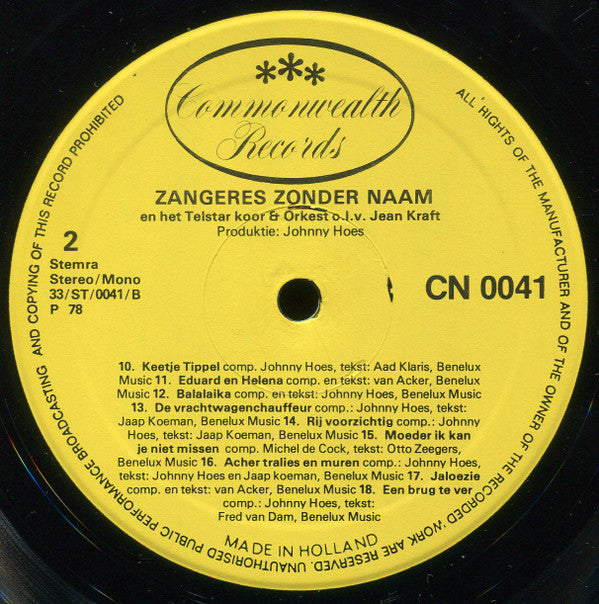 ***
Commonwealth
Records
ZANGERES ZONDER NAAM
en het Telstar koor & Orkest o.l.v. Jean Kraft
Produktie: Johnny Hoes
2
Stemra
Stereo/Mono
33/ST/0041/B
P 78
CN 0041
10. Keetje Tippel comp. Johnny Hoes, tekst: Aad Klaris, Benelux
Music 11. Eduard en Helena comp. en tekst: van Acker, Benelux
Music 12. Balalaika comp. en tekst: Johnny Hoes, Benelux Music
13. De vrachtwagenchauffeur comp.: Johnny Hoes, tekst:
Jaap Koeman, Benelux Music 14. Rij voorzichtig comp.: Johnny
Hoes, tekst: Jaap Koeman, Benelux Music 15. Moeder ik kan
je niet missen comp. Michel de Cock, tekst: Otto Zeegers,
Benelux Music 16. Acher tralies en muren comp.: Johnny Hoes,
tekst: Johnny Hoes en Jaap koeman, Benelux Music 17. Jaloezie
comp. en tekst: van Acker, Benelux Music 18. Een brug te ver
comp.: Johnny Hoes, tekst:
Fred van Dam, Benelux Music
MADE IN HOLLAND
ALL RIGHTS OF THE MANUFACTURER AND OF THE OWNER OF THE RECORDED WORK ARE RESERVED. UNAUTHORISED PUBLIC PERFORMANCE BROADCASTING AND COPYING OF THIS RECORD PROHIBITED